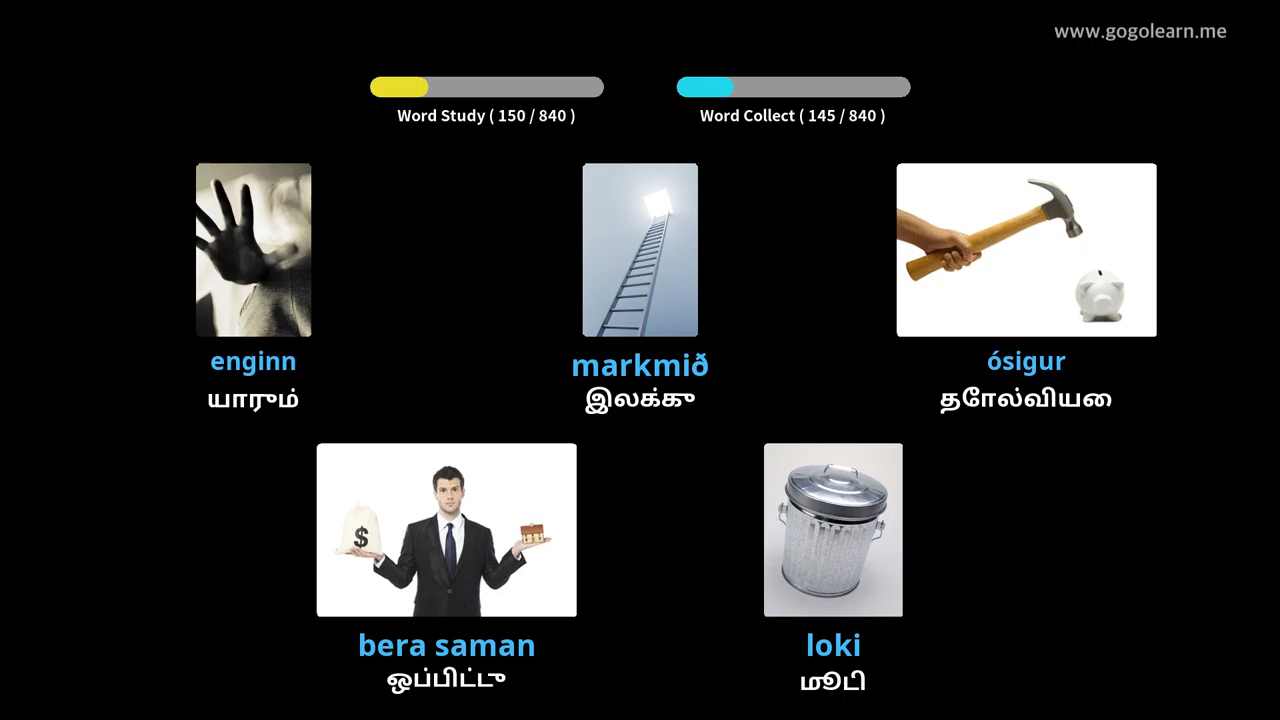 www.gogolearn.me
Word Study ( 150 / 840 )
Word Collect ( 145 / 840 )
enginn
யாரும்
markmið
இலக்கு
ósigur
தோல்வியை
bera saman
ஒப்பிட்டு
loki
மூபி
$